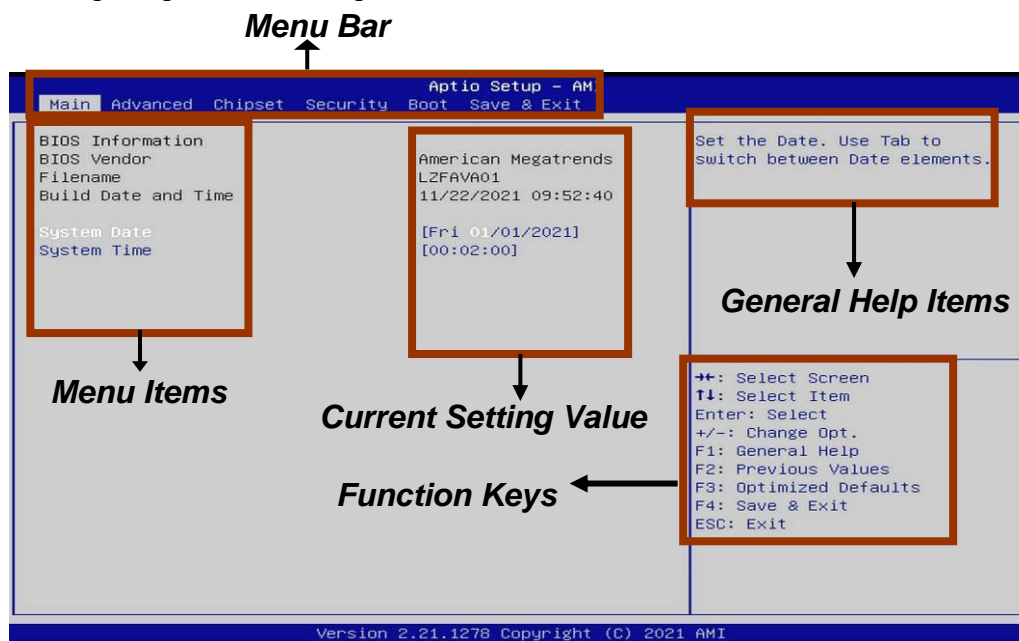 Menu Bar
Aptio Setup – AM
Main Advanced Chipset Security Boot Save & Exit
BIOS Information
BIOS Vendor American Megatrends
Filename LZFAVA01
Build Date and Time 11/22/2021 09:52:40
System Date [Fri 01/01/2021]
System Time [00:02:00]
Set the Date. Use Tab to
switch between Date elements.
General Help Items
Menu Items
Current Setting Value
Function Keys
→←: Select Screen
↑↓: Select Item
Enter: Select
+/-: Change Opt.
F1: General Help
F2: Previous Values
F3: Optimized Defaults
F4: Save & Exit
ESC: Exit
Version 2.21.1278 Copyright (C) 2021 AMI